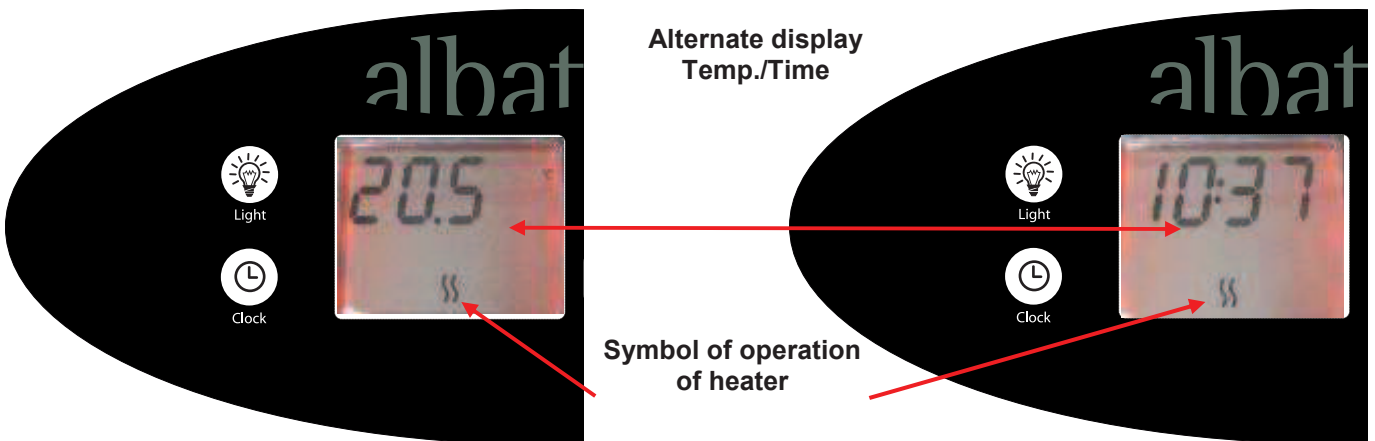 Alternate display
Temp./Time
albat
20.5
°C
Light
Clock
albat
10:37
Light
Clock
Symbol of operation
of heater